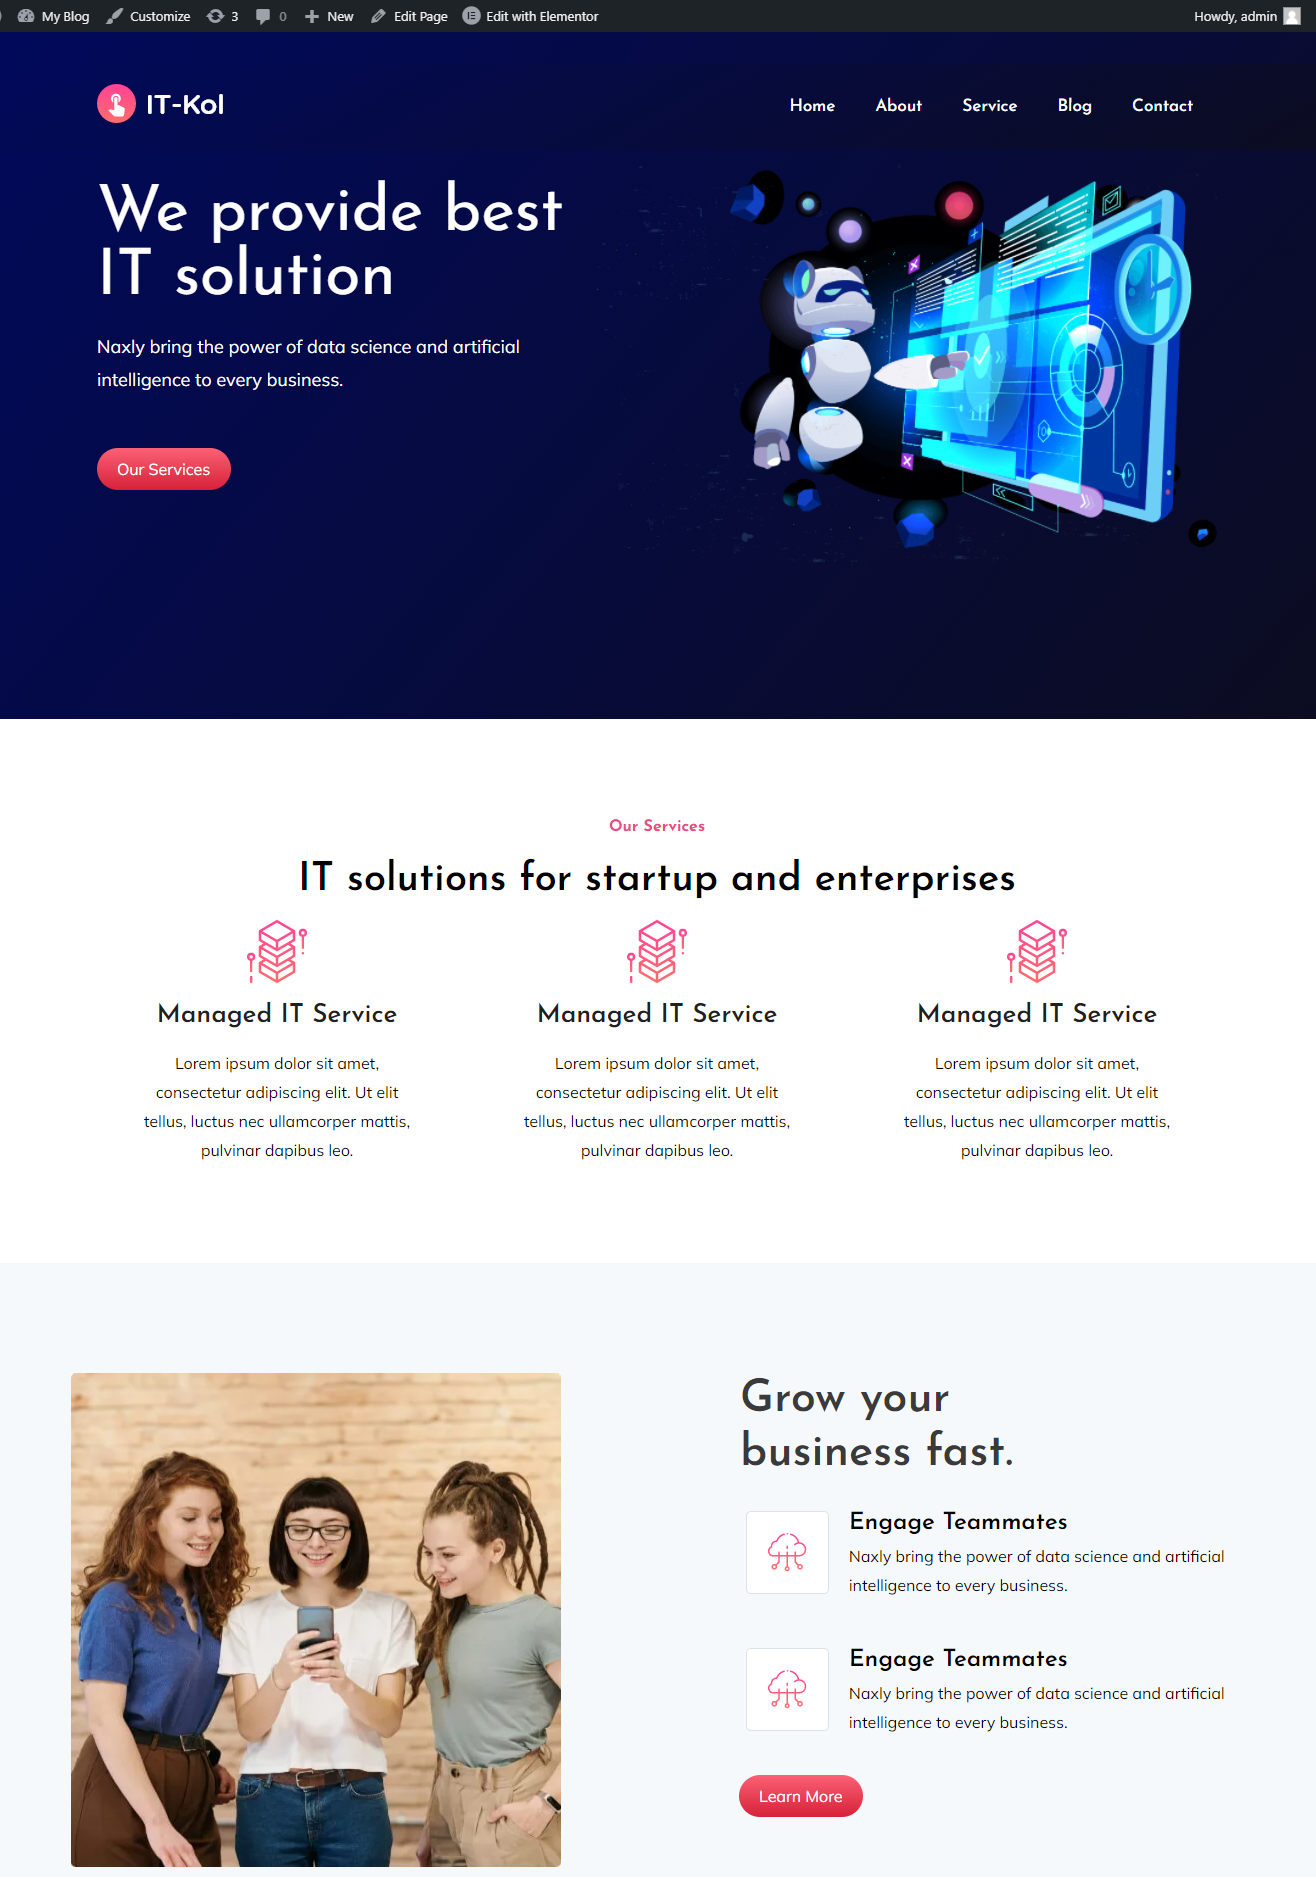 My Blog Customize 3 0 New Edit Page Edit with Elementor Howdy, admin
IT-Kol
Home About Service Blog Contact
We provide best
IT solution
Naxly bring the power of data science and artificial
intelligence to every business.
Our Services
Our Services
IT solutions for startup and enterprises
Managed IT Service
Lorem ipsum dolor sit amet,
consectetur adipiscing elit. Ut elit
tellus, luctus nec ullamcorper mattis,
pulvinar dapibus leo.
Managed IT Service
Lorem ipsum dolor sit amet,
consectetur adipiscing elit. Ut elit
tellus, luctus nec ullamcorper mattis,
pulvinar dapibus leo.
Managed IT Service
Lorem ipsum dolor sit amet,
consectetur adipiscing elit. Ut elit
tellus, luctus nec ullamcorper mattis,
pulvinar dapibus leo.
Grow your
business fast.
Engage Teammates
Naxly bring the power of data science and artificial
intelligence to every business.
Engage Teammates
Naxly bring the power of data science and artificial
intelligence to every business.
Learn More